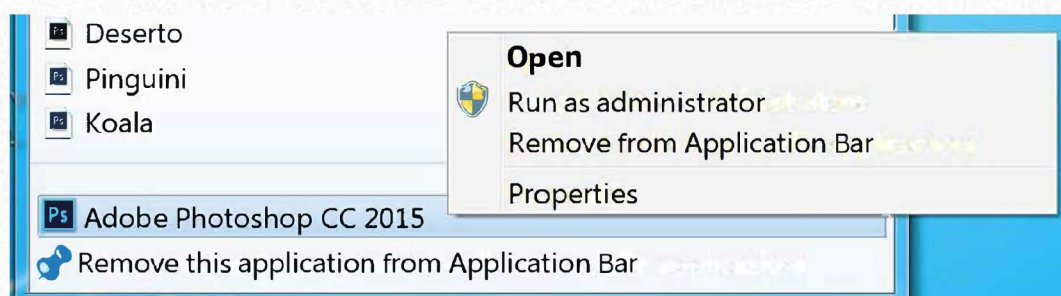 Deserto
Pinguini
Koala
Open
Run as administrator
Remove from Application Bar
Properties
Ps Adobe Photoshop CC 2015
Remove this application from Application Bar